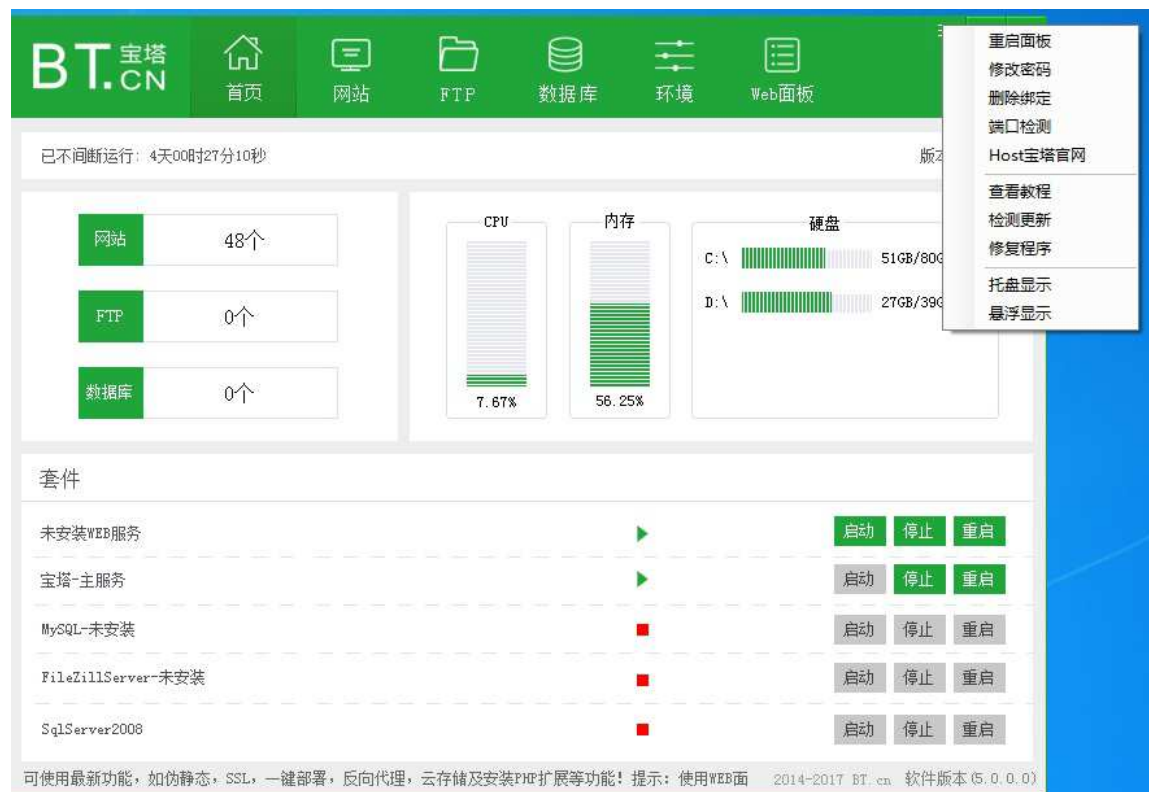 BT.宝塔CN
首页 网站 FTP 数据库 环境 Web面板
重启面板
修改密码
删除绑定
端口检测
Host宝塔官网
查看教程
检测更新
修复程序
托盘显示
悬浮显示
已不间断运行: 4天00时27分10秒
网站 48个
FTP 0个
数据库 0个
CPU 内存 硬盘
C:\ 51GB/80G
D:\ 27GB/39G
7.67% 56.25%
套件
未安装WEB服务 启动 停止 重启
宝塔-主服务 启动 停止 重启
MySQL-未安装 启动 停止 重启
FileZillServer-未安装 启动 停止 重启
SqlServer2008 启动 停止 重启
可使用最新功能，如伪静态，SSL，一键部署，反向代理，云存储及安装PHP扩展等功能！提示：使用WEB面 2014-2017 BT.cn 软件版本(5.0.0.0)